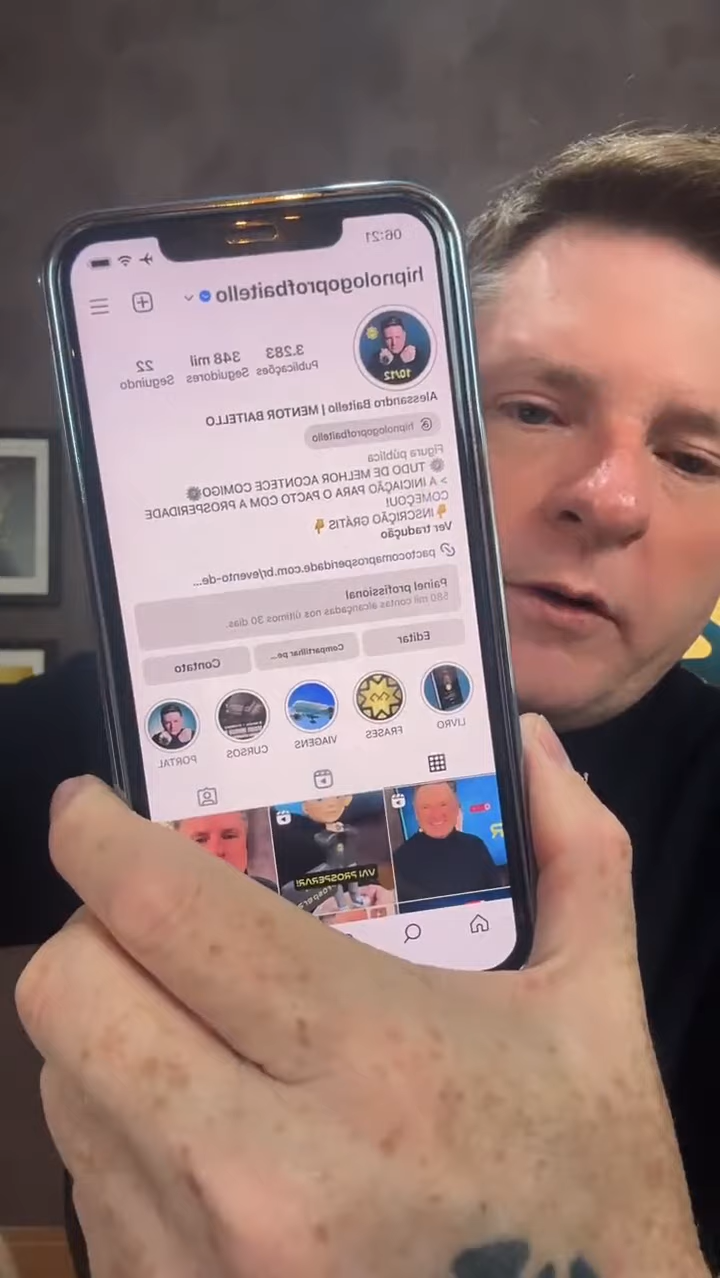 06:21
hipnologoprofbaitello
3.283 348 mil 22
Publicações Seguidores Seguindo
10/12
Alessandro Baitello | MENTOR BAITELLO
hipnologoprofbaitello
Figura pública
TUDO DE MELHOR ACONTECE COMIGO
> A INICIAÇÃO PARA O PACTO COM A PROSPERIDADE
COMEÇOU!
👇INSCRIÇÃO GRÁTIS👇
Ver tradução
pactocomaprosperidade.com.br/evento-de-...
Painel profissional
580 mil contas alcançadas nos últimos 30 dias.
Editar Compartilhar pe... Contato
LIVRO FRASES VIAGENS CURSOS PORTAL
VAI PROSPERAR!